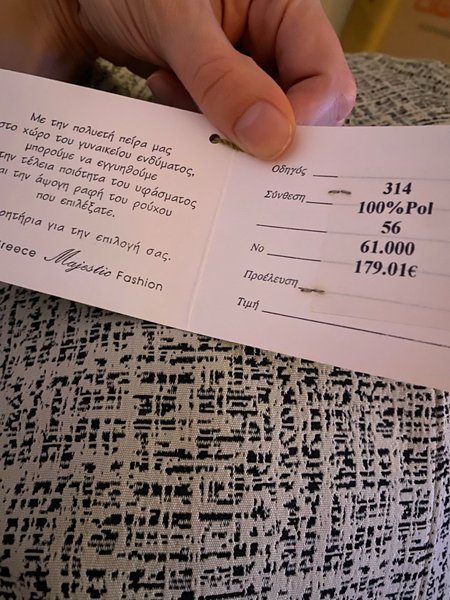 Με την πολυετή πείρα μας
στο χώρο του γυναικείου ενδύματος,
μπορούμε να εγγυηθούμε
την τέλεια ποιότητα του υφάσματος
και την άψογη ραφή του ρούχου
που επιλέξατε.
για την επιλογή σας.
Greece Majestic Fashion
Οδηγός
314
Σύνθεση
100%Pol
56
Νο
61.000
179.01€
Προέλευση
Τιμή